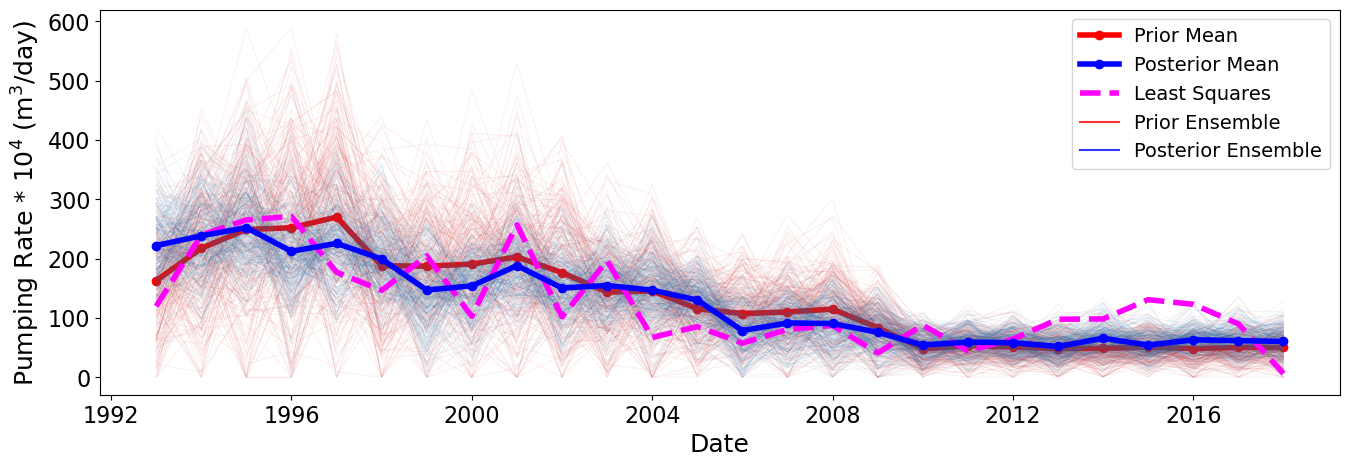 Pumping Rate * 10⁴ (m³/day)
600
500
400
300
200
100
0
Prior Mean
Posterior Mean
Least Squares
Prior Ensemble
Posterior Ensemble
1992 1996 2000 2004 2008 2012 2016
Date